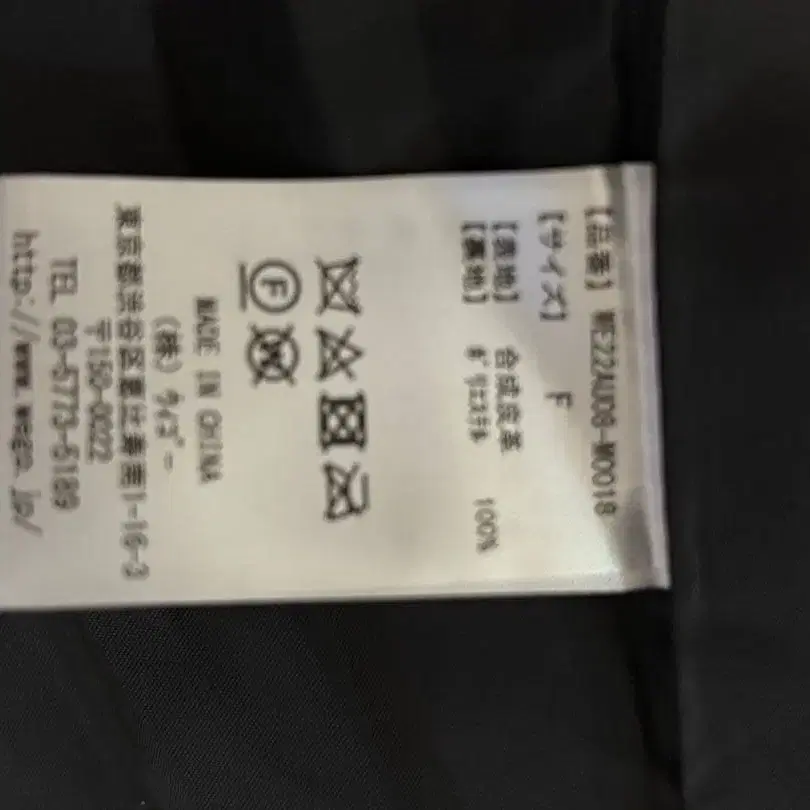 【品番】 WE22AU08-M0018
【サイズ】 F
【表地】 合成皮革
【裏地】 ポリエステル 100%
MADE IN CHINA
(株) ウィゴー
〒150-0022
東京都渋谷区恵比寿南1-16-3
TEL 03-5773-5189
http://www.wego.jp/